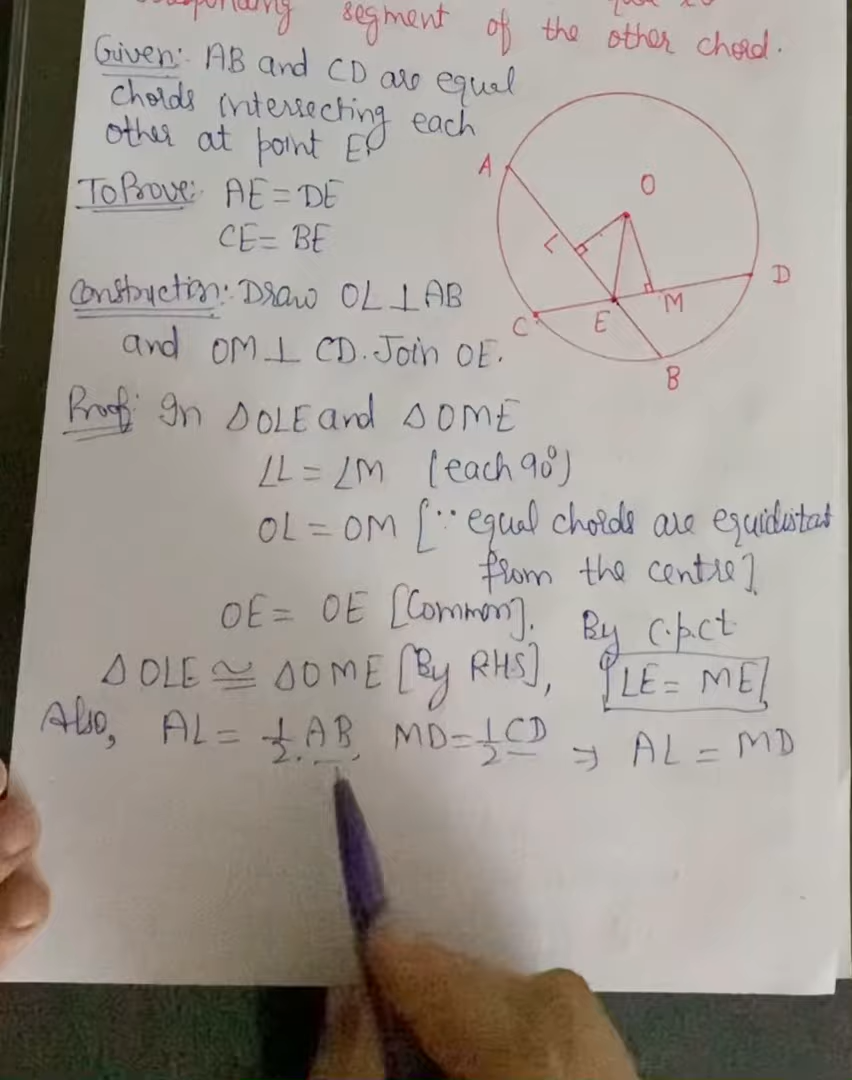 segment of the other chord.
Given: AB and CD are equal
chords intersecting each
other at point E.
To Prove: AE = DE
CE = BE
Construction: Draw OL ⊥ AB
and OM ⊥ CD. Join OE.
Proof: In △OLE and △OME
∠L = ∠M (each 90°)
OL = OM [∵ equal chords are equidistant
from the centre].
OE = OE [Common].
By c.p.ct
△OLE ≅ △OME [By RHS],
LE = ME
Also, AL = 1/2 AB, MD = 1/2 CD ⇒ AL = MD
A
O
L
D
M
C
E
B